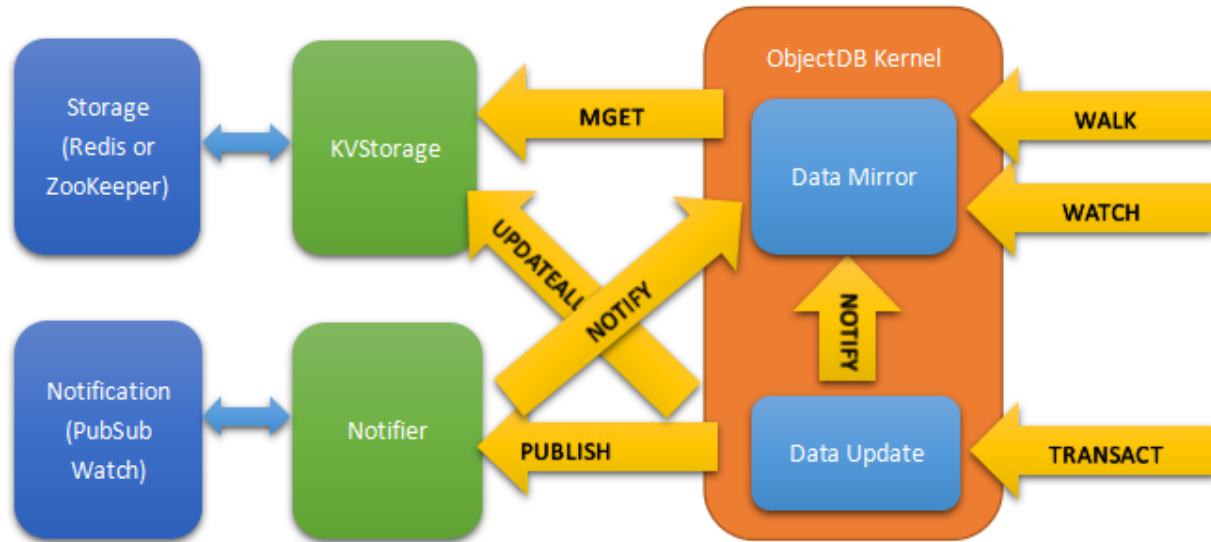 ObjectDB Kernel
Storage
(Redis or
ZooKeeper)
KVStorage
MGET
Data Mirror
WALK
WATCH
UPDATEALL
NOTIFY
NOTIFY
Notification
(PubSub
Watch)
Notifier
PUBLISH
Data Update
TRANSACT